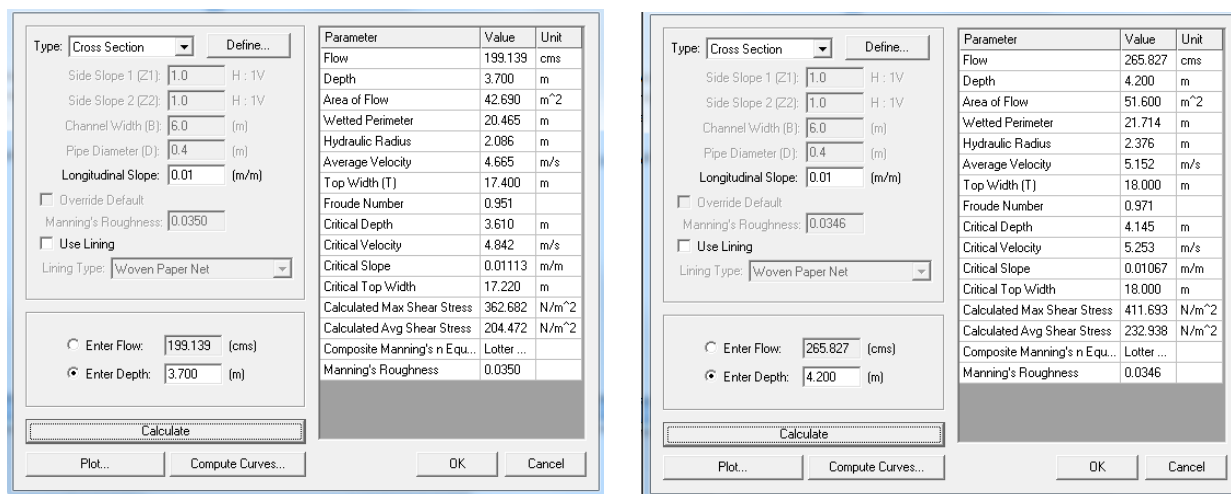 Type: Cross Section Define...
Side Slope 1 (Z1): 1.0 H : 1V
Side Slope 2 (Z2): 1.0 H : 1V
Channel Width (B): 6.0 (m)
Pipe Diameter (D): 0.4 (m)
Longitudinal Slope: 0.01 (m/m)
Override Default
Manning's Roughness: 0.0350
Use Lining
Lining Type: Woven Paper Net
Enter Flow: 199.139 (cms)
Enter Depth: 3.700 (m)
Calculate
Plot... Compute Curves...
Parameter Value Unit
Flow 199.139 cms
Depth 3.700 m
Area of Flow 42.690 m^2
Wetted Perimeter 20.465 m
Hydraulic Radius 2.086 m
Average Velocity 4.665 m/s
Top Width (T) 17.400 m
Froude Number 0.951
Critical Depth 3.610 m
Critical Velocity 4.842 m/s
Critical Slope 0.01113 m/m
Critical Top Width 17.220 m
Calculated Max Shear Stress 362.682 N/m^2
Calculated Avg Shear Stress 204.472 N/m^2
Composite Manning's n Equ... Lotter ...
Manning's Roughness 0.0350
OK Cancel
Type: Cross Section Define...
Side Slope 1 (Z1): 1.0 H : 1V
Side Slope 2 (Z2): 1.0 H : 1V
Channel Width (B): 6.0 (m)
Pipe Diameter (D): 0.4 (m)
Longitudinal Slope: 0.01 (m/m)
Override Default
Manning's Roughness: 0.0346
Use Lining
Lining Type: Woven Paper Net
Enter Flow: 265.827 (cms)
Enter Depth: 4.200 (m)
Calculate
Plot... Compute Curves...
Parameter Value Unit
Flow 265.827 cms
Depth 4.200 m
Area of Flow 51.600 m^2
Wetted Perimeter 21.714 m
Hydraulic Radius 2.376 m
Average Velocity 5.152 m/s
Top Width (T) 18.000 m
Froude Number 0.971
Critical Depth 4.145 m
Critical Velocity 5.253 m/s
Critical Slope 0.01067 m/m
Critical Top Width 18.000 m
Calculated Max Shear Stress 411.693 N/m^2
Calculated Avg Shear Stress 232.938 N/m^2
Composite Manning's n Equ... Lotter ...
Manning's Roughness 0.0346
OK Cancel